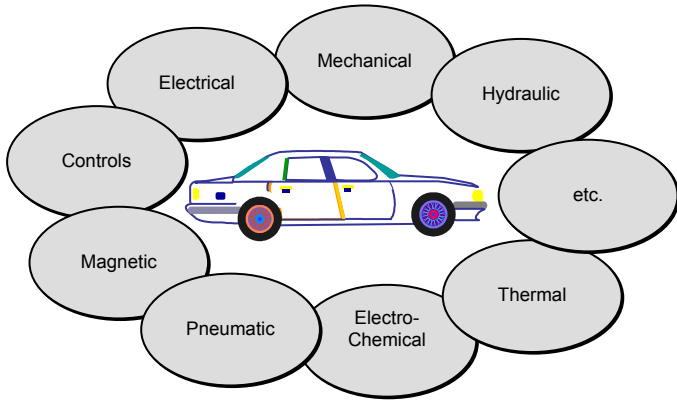 Mechanical
Electrical
Hydraulic
Controls
etc.
Magnetic
Thermal
Pneumatic
Electro-
Chemical